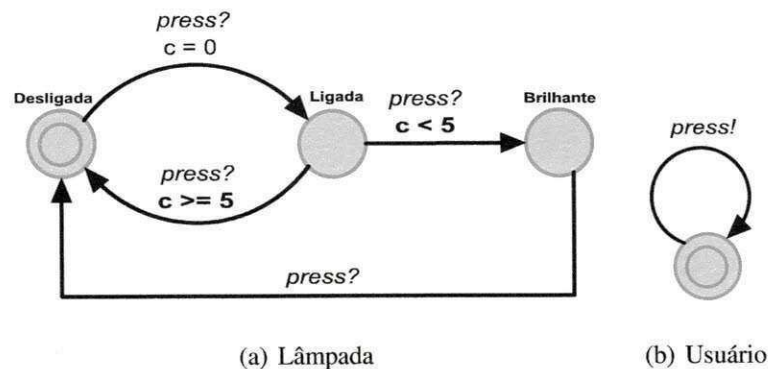 press?
c = 0
Desligada
Ligada
press?
c < 5
Brilhante
press!
press?
c >= 5
press?
(a) Lâmpada
(b) Usuário